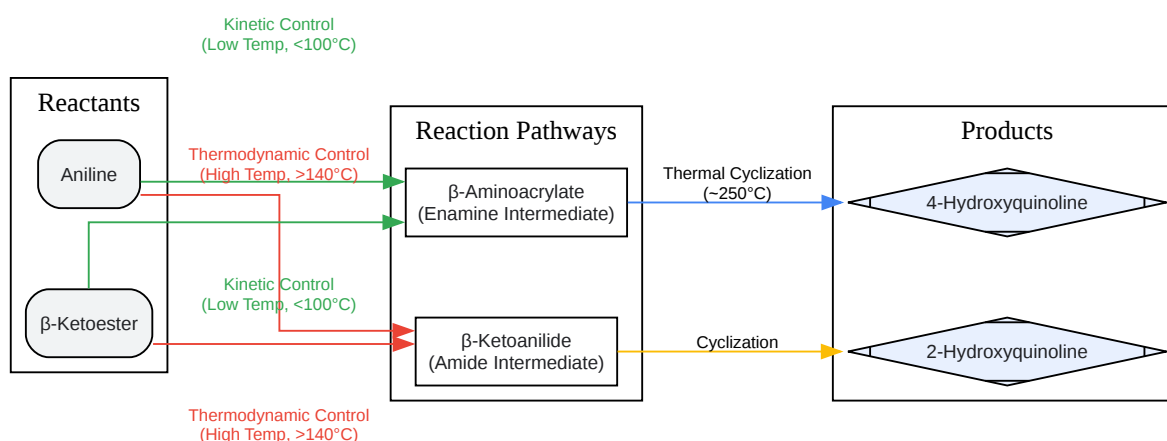 Kinetic Control
(Low Temp, <100°C)
Reactants
Reaction Pathways
Products
Aniline
Thermodynamic Control
(High Temp, >140°C)
β-Aminoacrylate
(Enamine Intermediate)
Thermal Cyclization
(~250°C)
4-Hydroxyquinoline
Kinetic Control
(Low Temp, <100°C)
β-Ketoester
β-Ketoanilide
(Amide Intermediate)
Cyclization
2-Hydroxyquinoline
Thermodynamic Control
(High Temp, >140°C)